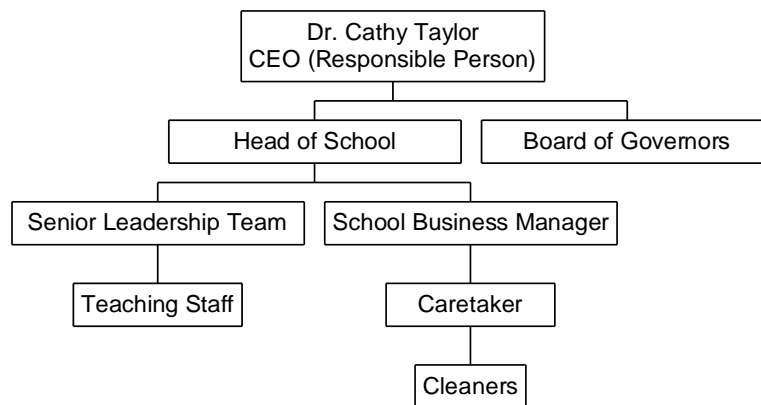 Dr. Cathy Taylor
CEO (Responsible Person)
Head of School
Board of Governors
Senior Leadership Team
School Business Manager
Teaching Staff
Caretaker
Cleaners